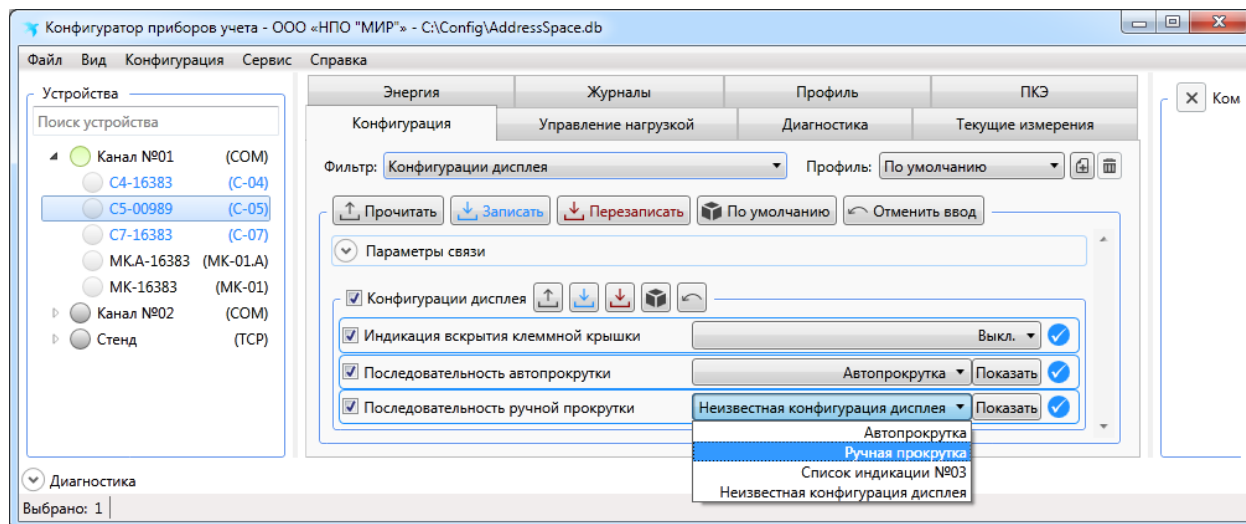 Конфигуратор приборов учета - ООО «НПО "МИР"» - C:\Config\AddressSpace.db
Файл Вид Конфигурация Сервис Справка
Устройства
Поиск устройства
Канал №01 (COM)
C4-16383 (C-04)
C5-00989 (C-05)
C7-16383 (C-07)
МК.А-16383 (МК-01.А)
МК-16383 (МК-01)
Канал №02 (COM)
Стенд (TCP)
Энергия Журналы Профиль ПКЭ
Конфигурация Управление нагрузкой Диагностика Текущие измерения
Фильтр: Конфигурации дисплея Профиль: По умолчанию
Прочитать Записать Перезаписать По умолчанию Отменить ввод
Параметры связи
Конфигурации дисплея
Индикация вскрытия клеммной крышки Выкл.
Последовательность автопрокрутки Автопрокрутка Показать
Последовательность ручной прокрутки Неизвестная конфигурация дисплея Показать
Автопрокрутка
Ручная прокрутка
Список индикации №03
Неизвестная конфигурация дисплея
Ком
Диагностика
Выбрано: 1